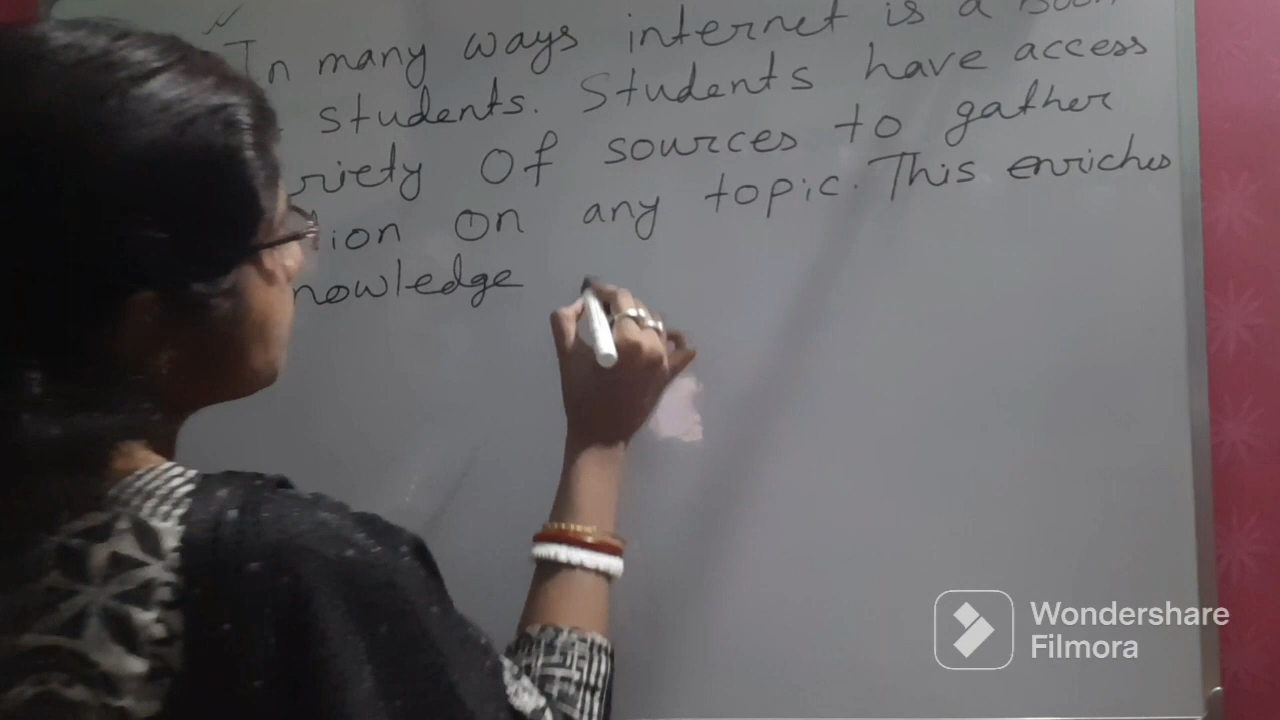 In many ways internet is a boon
students. Students have access
riety of sources to gather
ion on any topic. This enriches
nowledge
Wondershare
Filmora